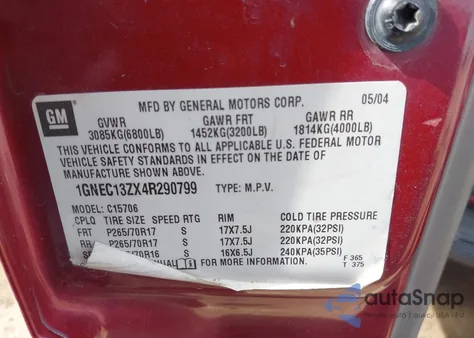 GM
MFD BY GENERAL MOTORS CORP. 05/04
GVWR GAWR FRT GAWR RR
3085KG(6800LB) 1452KG(3200LB) 1814KG(4000LB)
THIS VEHICLE CONFORMS TO ALL APPLICABLE U.S. FEDERAL MOTOR
VEHICLE SAFETY STANDARDS IN EFFECT ON THE DATE OF
MANUFACTURE SHOWN ABOVE.
1GNEC13ZX4R290799 TYPE: M.P.V.
MODEL: C15706
CPLQ TIRE SIZE SPEED RTG RIM COLD TIRE PRESSURE
FRT P265/70R17 S 17X7.5J 220KPA(32PSI)
RR P265/70R17 S 17X7.5J 220KPA(32PSI)
70R16 S 16X6.5J 240KPA(35PSI)
MANUAL i FOR MORE INFORMATION. F 365
T 375
autoSnap